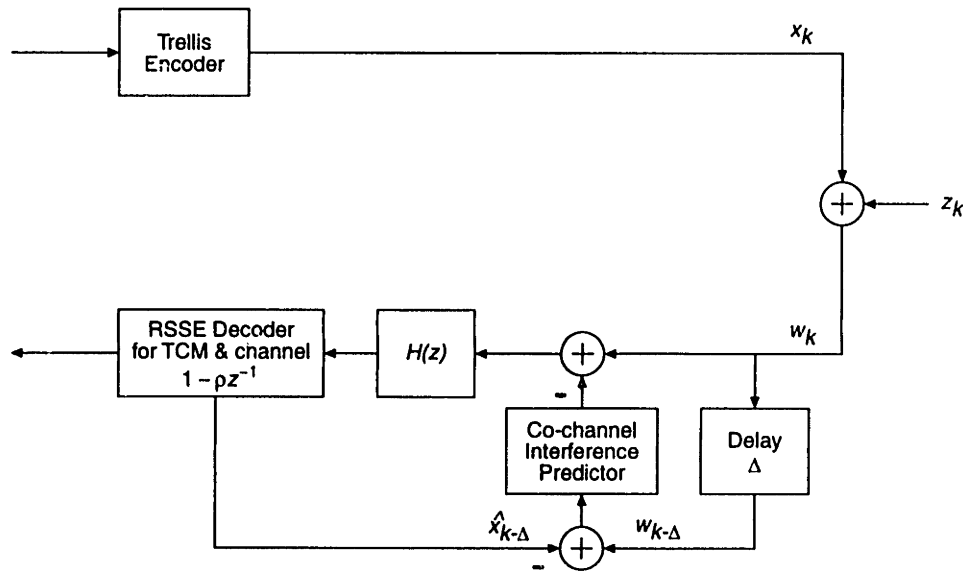 Trellis
Encoder
x_k
z_k
w_k
RSSE Decoder
for TCM & channel
1 – ρz⁻¹
H(z)
Co-channel
Interference
Predictor
Delay
Δ
x̂_{k-Δ}
w_{k-Δ}